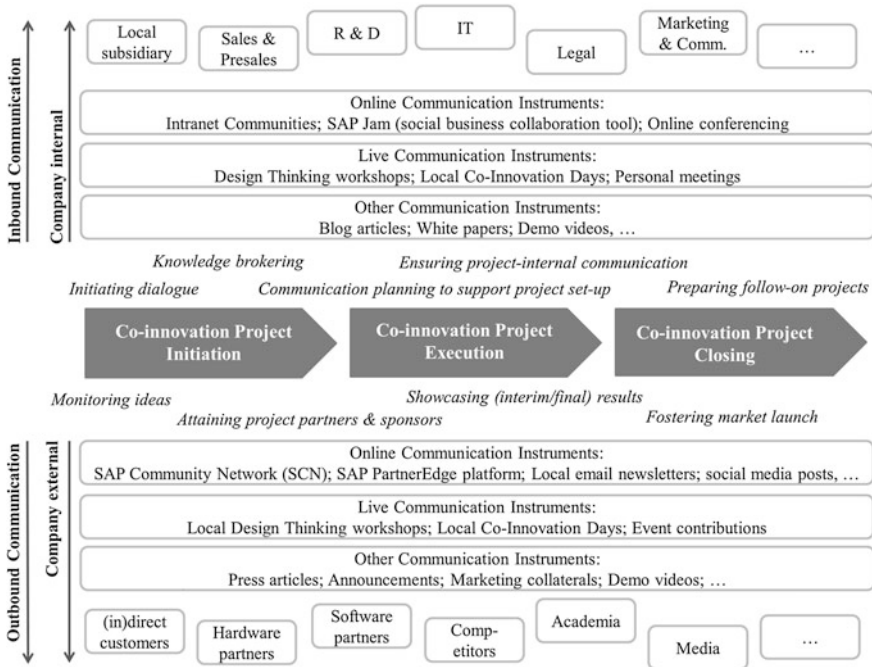 Local
subsidiary
Sales &
Presales
R & D
IT
Legal
Marketing
& Comm.
…
Inbound Communication
Company internal
Online Communication Instruments:
Intranet Communities; SAP Jam (social business collaboration tool); Online conferencing
Live Communication Instruments:
Design Thinking workshops; Local Co-Innovation Days; Personal meetings
Other Communication Instruments:
Blog articles; White papers; Demo videos, …
Knowledge brokering
Ensuring project-internal communication
Initiating dialogue
Communication planning to support project set-up
Preparing follow-on projects
Co-innovation Project
Initiation
Co-innovation Project
Execution
Co-innovation Project
Closing
Monitoring ideas
Showcasing (interim/final) results
Attaining project partners & sponsors
Fostering market launch
Outbound Communication
Company external
Online Communication Instruments:
SAP Community Network (SCN); SAP PartnerEdge platform; Local email newsletters; social media posts, …
Live Communication Instruments:
Local Design Thinking workshops; Local Co-Innovation Days; Event contributions
Other Communication Instruments:
Press articles; Announcements; Marketing collaterals; Demo videos; …
(in)direct
customers
Hardware
partners
Software
partners
Comp-
etitors
Academia
Media
…